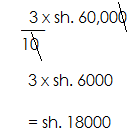 3 x sh. 60,000
10
3 x sh. 6000
= sh. 18000